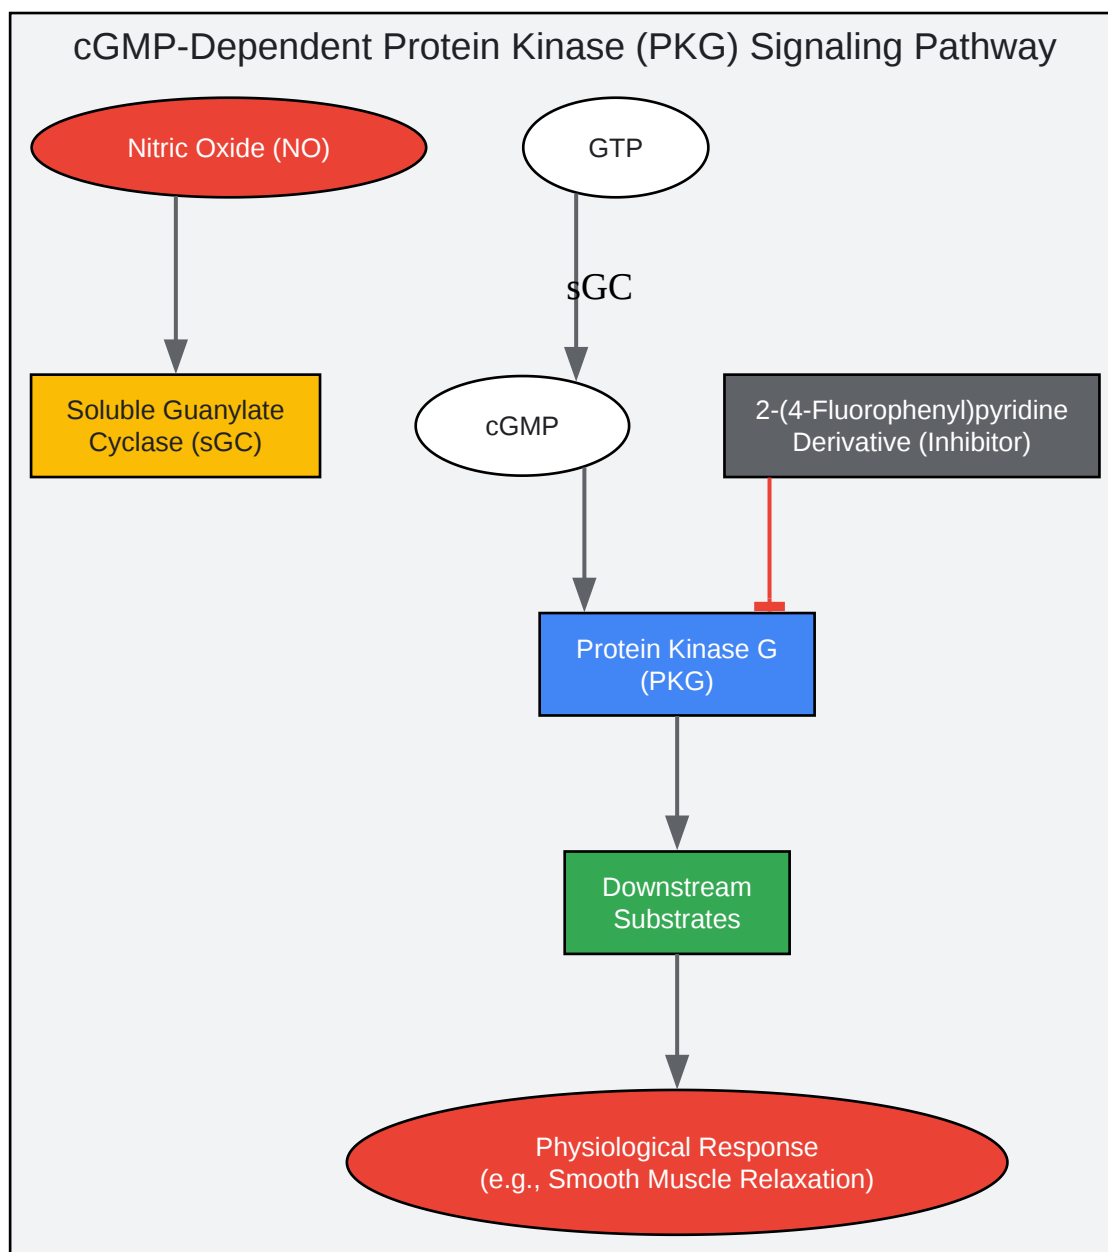 cGMP-Dependent Protein Kinase (PKG) Signaling Pathway
Nitric Oxide (NO)
GTP
sGC
Soluble Guanylate
Cyclase (sGC)
cGMP
2-(4-Fluorophenyl)pyridine
Derivative (Inhibitor)
Protein Kinase G
(PKG)
Downstream
Substrates
Physiological Response
(e.g., Smooth Muscle Relaxation)